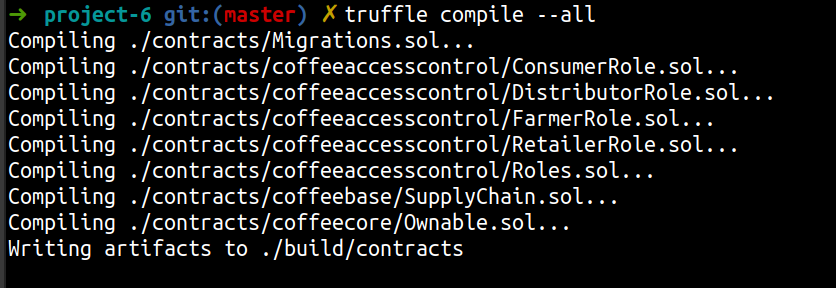 ➜ project-6 git:(master) ✗ truffle compile --all
Compiling ./contracts/Migrations.sol...
Compiling ./contracts/coffeeaccesscontrol/ConsumerRole.sol...
Compiling ./contracts/coffeeaccesscontrol/DistributorRole.sol...
Compiling ./contracts/coffeeaccesscontrol/FarmerRole.sol...
Compiling ./contracts/coffeeaccesscontrol/RetailerRole.sol...
Compiling ./contracts/coffeeaccesscontrol/Roles.sol...
Compiling ./contracts/coffeebase/SupplyChain.sol...
Compiling ./contracts/coffeecore/Ownable.sol...
Writing artifacts to ./build/contracts